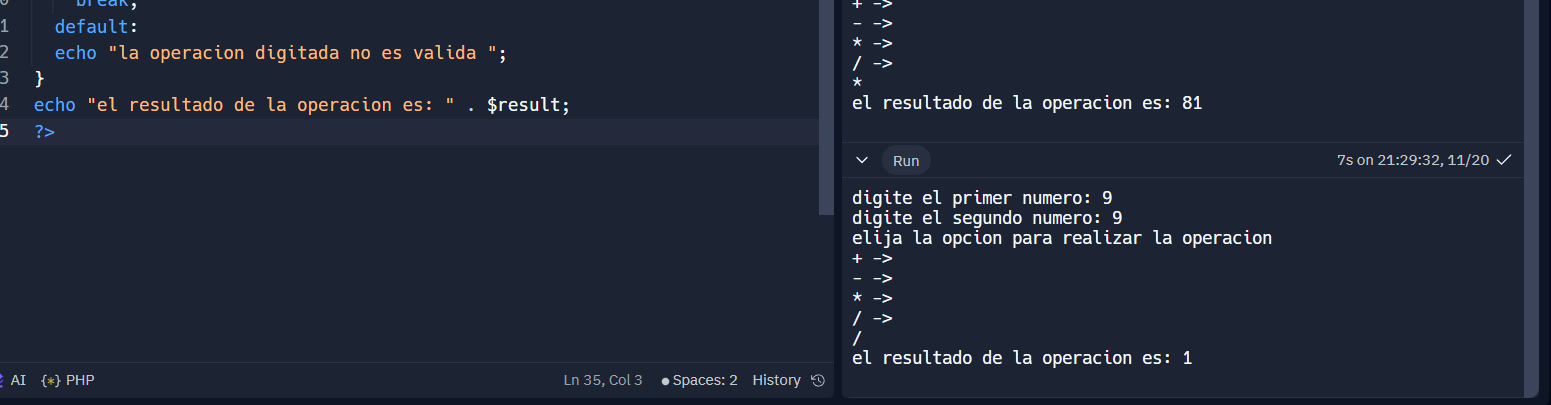 0 break;
1 default:
2 echo "la operacion digitada no es valida ";
3 }
4 echo "el resultado de la operacion es: " . $result;
5 ?>
AI {*} PHP
Ln 35, Col 3 Spaces: 2 History
+ ->
- ->
* ->
/ ->
*
el resultado de la operacion es: 81
Run 7s on 21:29:32, 11/20
digite el primer numero: 9
digite el segundo numero: 9
elija la opcion para realizar la operacion
+ ->
- ->
* ->
/ ->
/
el resultado de la operacion es: 1